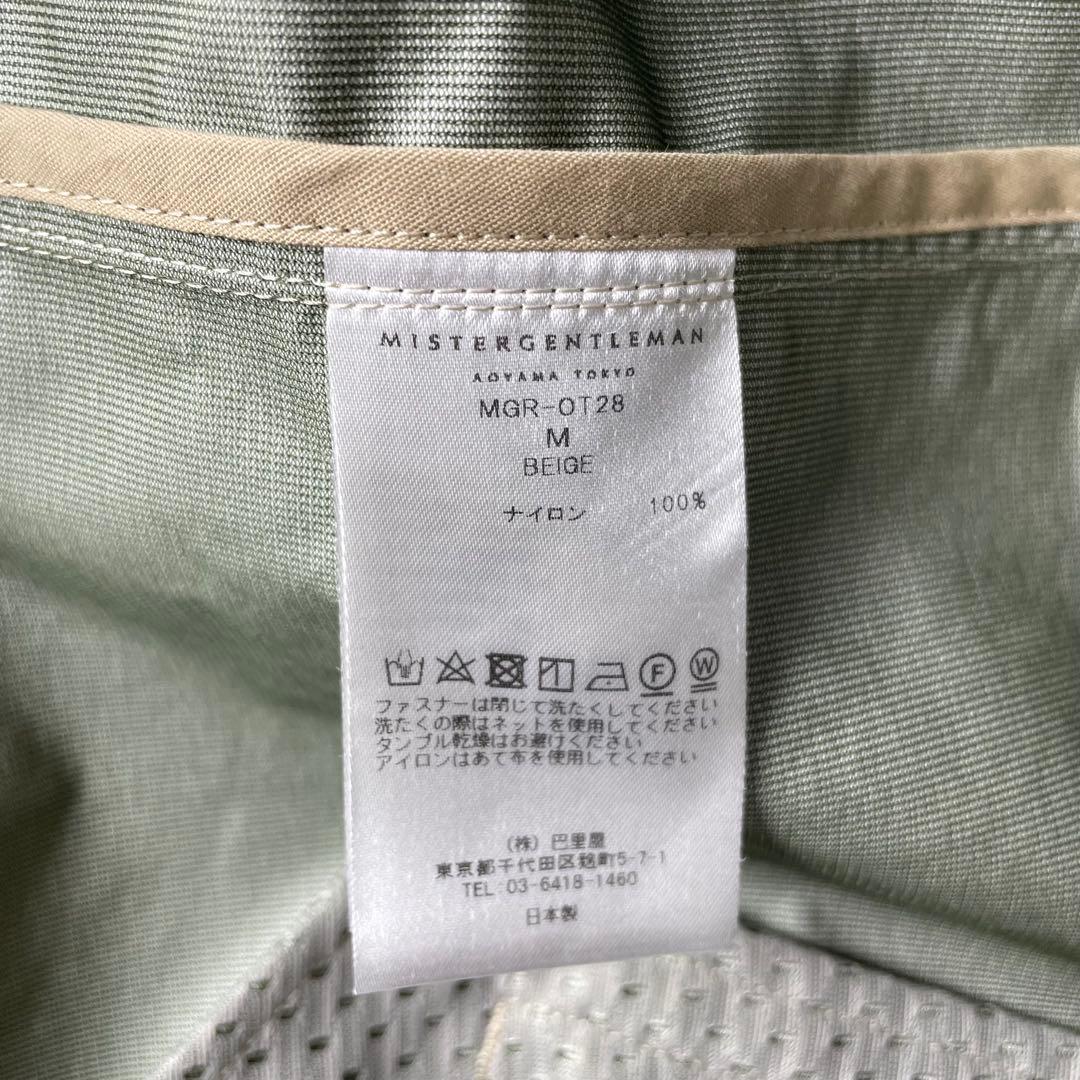 MISTERGENTLEMAN
AOYAMA TOKYO
MGR-OT28
M
BEIGE
ナイロン 100%
F W
ファスナーは閉じて洗たくしてください
洗たくの際はネットを使用してください
タンブル乾燥はお避けください
アイロンはあて布を使用してください
(株) 巴里屋
東京都千代田区麹町5-7-1
TEL:03-6418-1460
日本製